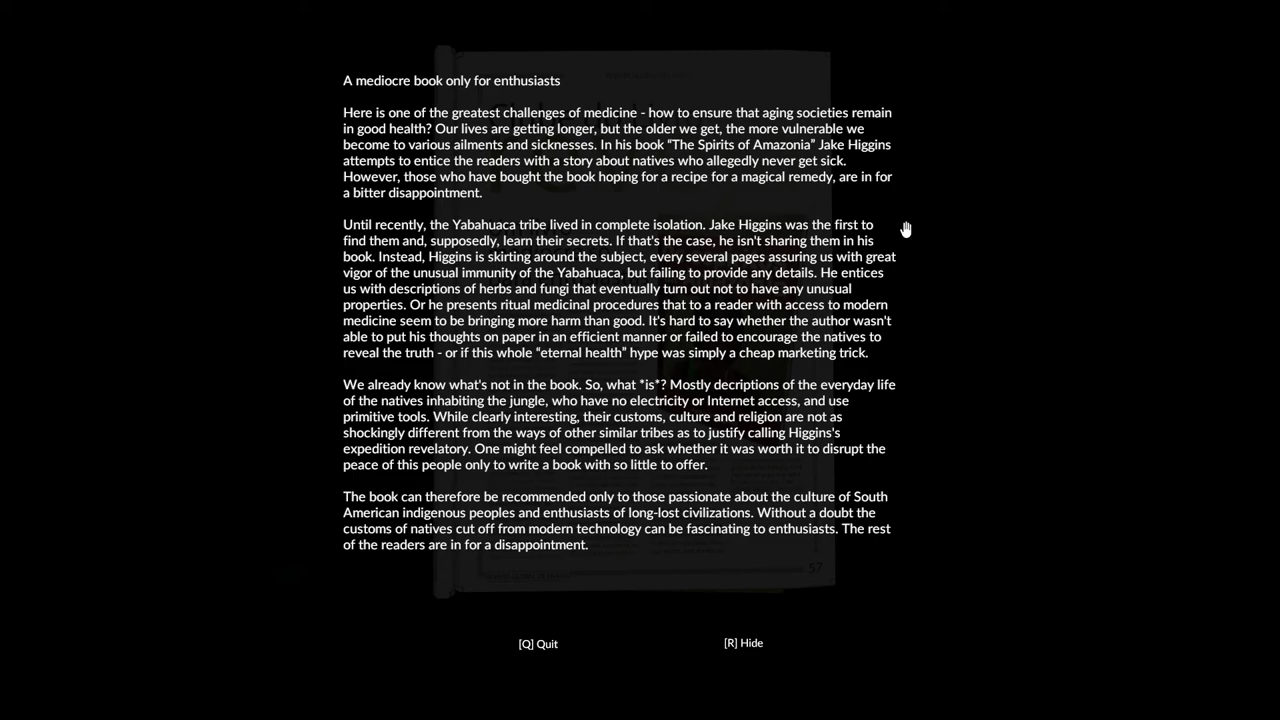 A mediocre book only for enthusiasts
Here is one of the greatest challenges of medicine - how to ensure that aging societies remain
in good health? Our lives are getting longer, but the older we get, the more vulnerable we
become to various ailments and sicknesses. In his book “The Spirits of Amazonia” Jake Higgins
attempts to entice the readers with a story about natives who allegedly never get sick.
However, those who have bought the book hoping for a recipe for a magical remedy, are in for
a bitter disappointment.
Until recently, the Yabahuaca tribe lived in complete isolation. Jake Higgins was the first to
find them and, supposedly, learn their secrets. If that's the case, he isn't sharing them in his
book. Instead, Higgins is skirting around the subject, every several pages assuring us with great
vigor of the unusual immunity of the Yabahuaca, but failing to provide any details. He entices
us with descriptions of herbs and fungi that eventually turn out not to have any unusual
properties. Or he presents ritual medicinal procedures that to a reader with access to modern
medicine seem to be bringing more harm than good. It's hard to say whether the author wasn't
able to put his thoughts on paper in an efficient manner or failed to encourage the natives to
reveal the truth - or if this whole “eternal health” hype was simply a cheap marketing trick.
We already know what's not in the book. So, what *is*? Mostly decriptions of the everyday life
of the natives inhabiting the jungle, who have no electricity or Internet access, and use
primitive tools. While clearly interesting, their customs, culture and religion are not as
shockingly different from the ways of other similar tribes as to justify calling Higgins's
expedition revelatory. One might feel compelled to ask whether it was worth it to disrupt the
peace of this people only to write a book with so little to offer.
The book can therefore be recommended only to those passionate about the culture of South
American indigenous peoples and enthusiasts of long-lost civilizations. Without a doubt the
customs of natives cut off from modern technology can be fascinating to enthusiasts. The rest
of the readers are in for a disappointment.
57
[Q] Quit
[R] Hide